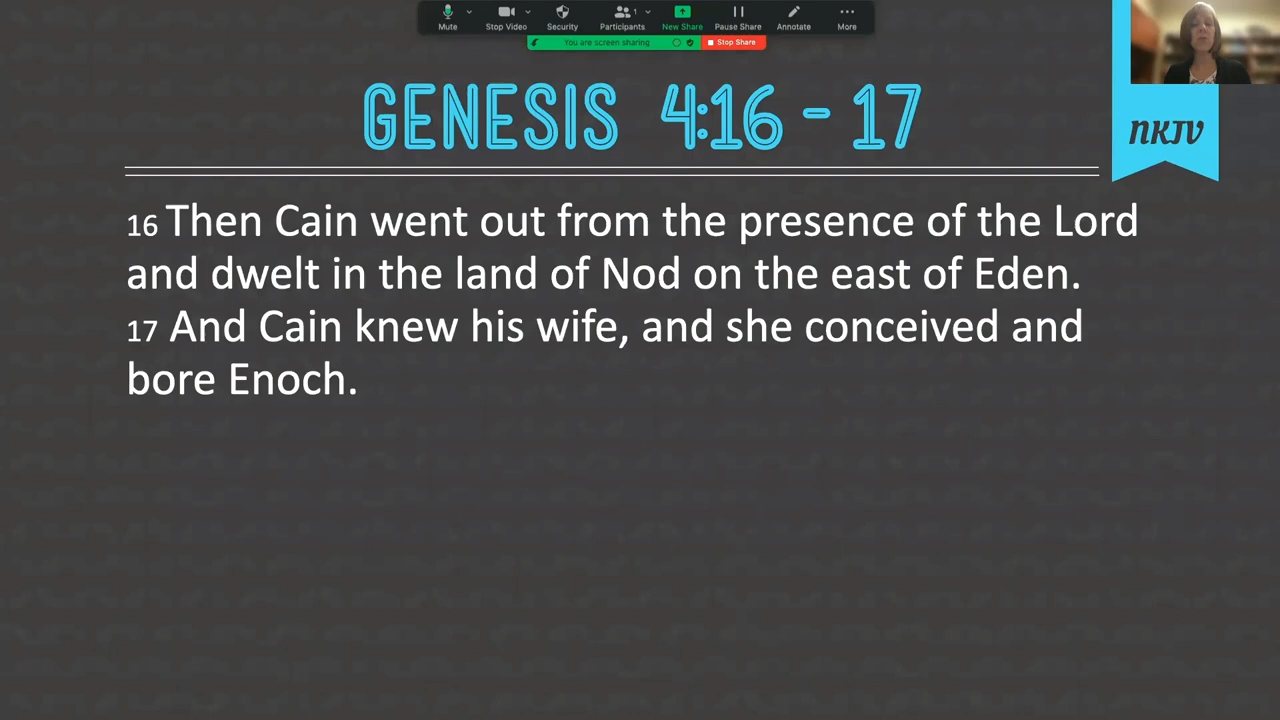 Mute
Stop Video
Security
1
Participants
New Share
Pause Share
Annotate
More
You are screen sharing
Stop Share
GENESIS 4:16 - 17
NKJV
16 Then Cain went out from the presence of the Lord
and dwelt in the land of Nod on the east of Eden.
17 And Cain knew his wife, and she conceived and
bore Enoch.